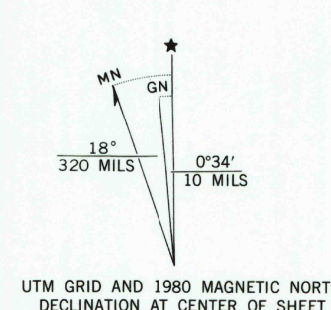 MN
GN
18°
320 MILS
0°34′
10 MILS
UTM GRID AND 1980 MAGNETIC NORT
DECLINATION AT CENTER OF SHEET